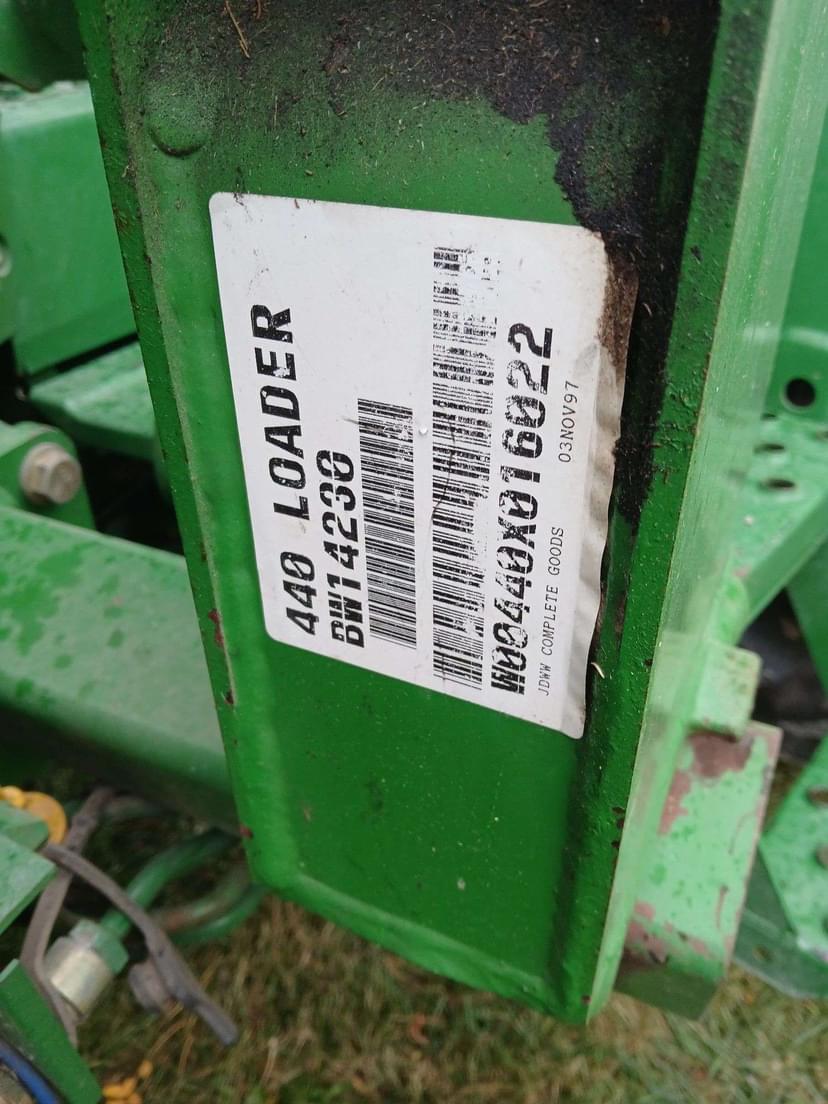 440 LOADER
BW14230
W00440X016022
JDWW COMPLETE GOODS 03NOV97